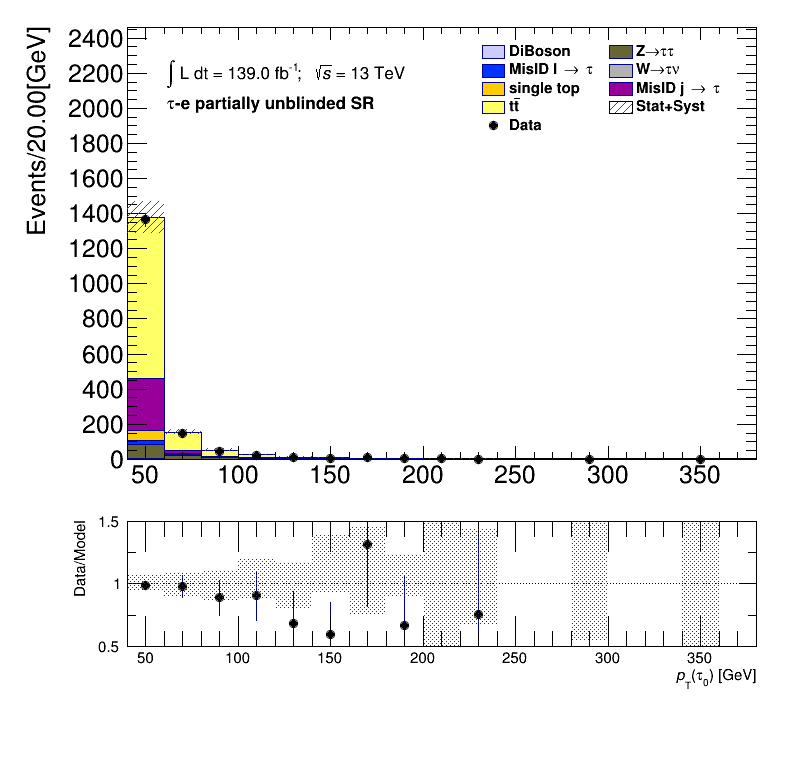 Events/20.00[GeV]
2400
2200
2000
1800
1600
1400
1200
1000
800
600
400
200
0
∫ L dt = 139.0 fb⁻¹; √s = 13 TeV
τ-e partially unblinded SR
DiBoson
MisID l → τ
single top
tt̄
Data
Z→ττ
W→τν
MisID j → τ
Stat+Syst
50 100 150 200 250 300 350
Data/Model
1.5
1
0.5
50 100 150 200 250 300 350
p_T(τ₀) [GeV]